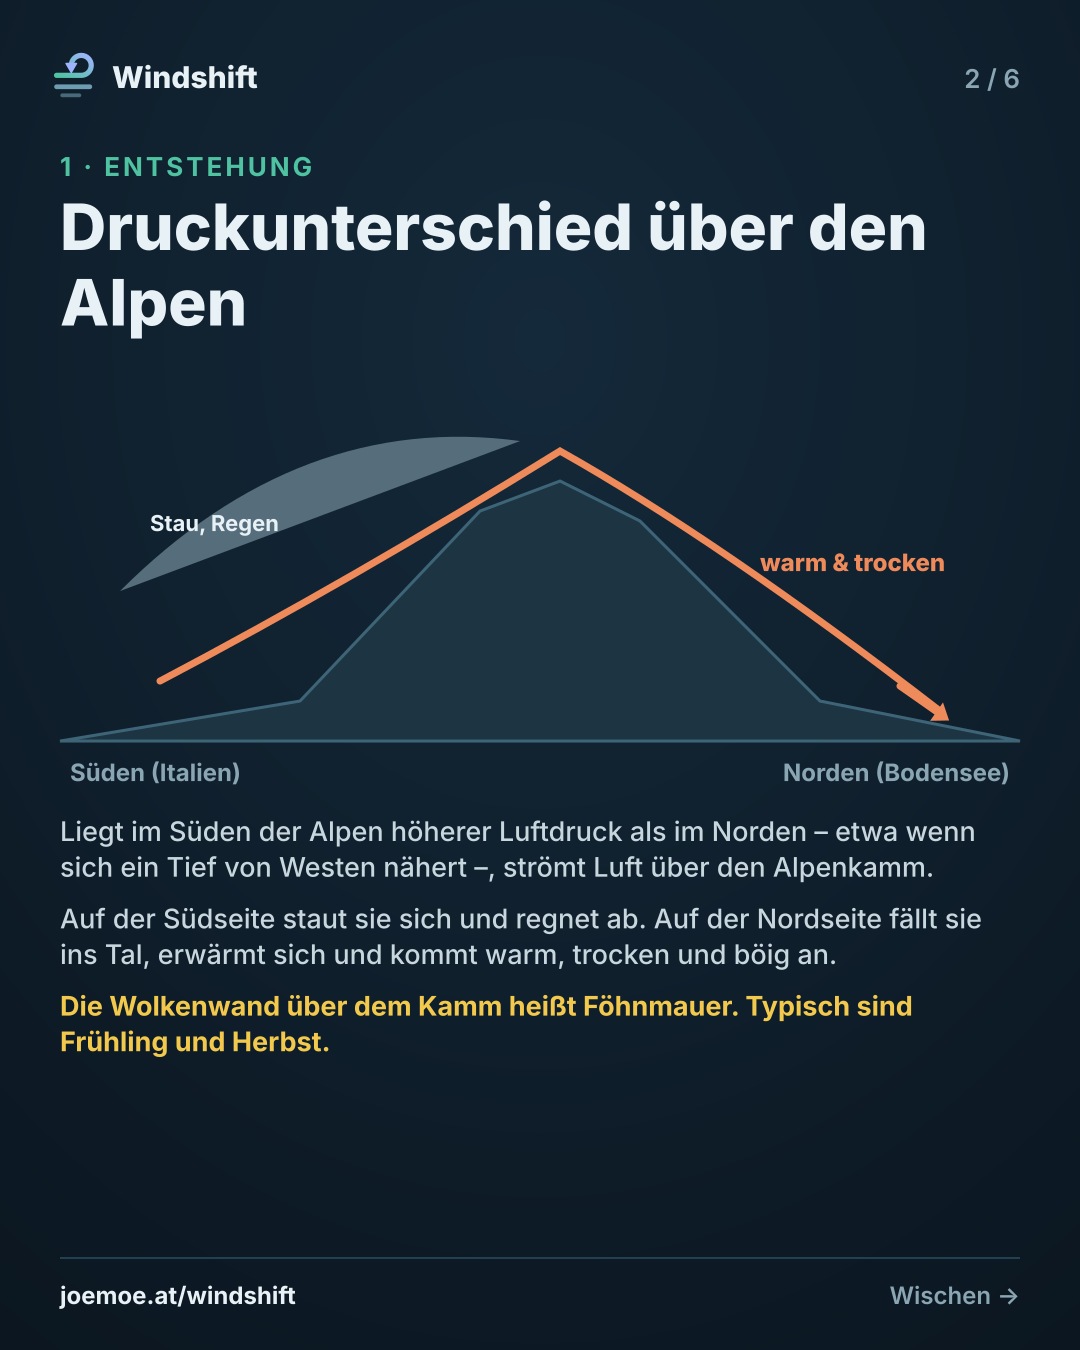 Windshift
2 / 6
1 · ENTSTEHUNG
Druckunterschied über den
Alpen
Stau, Regen
warm & trocken
Süden (Italien)
Norden (Bodensee)
Liegt im Süden der Alpen höherer Luftdruck als im Norden – etwa wenn
sich ein Tief von Westen nähert –, strömt Luft über den Alpenkamm.
Auf der Südseite staut sie sich und regnet ab. Auf der Nordseite fällt sie
ins Tal, erwärmt sich und kommt warm, trocken und böig an.
Die Wolkenwand über dem Kamm heißt Föhnmauer. Typisch sind
Frühling und Herbst.
joemoe.at/windshift
Wischen →